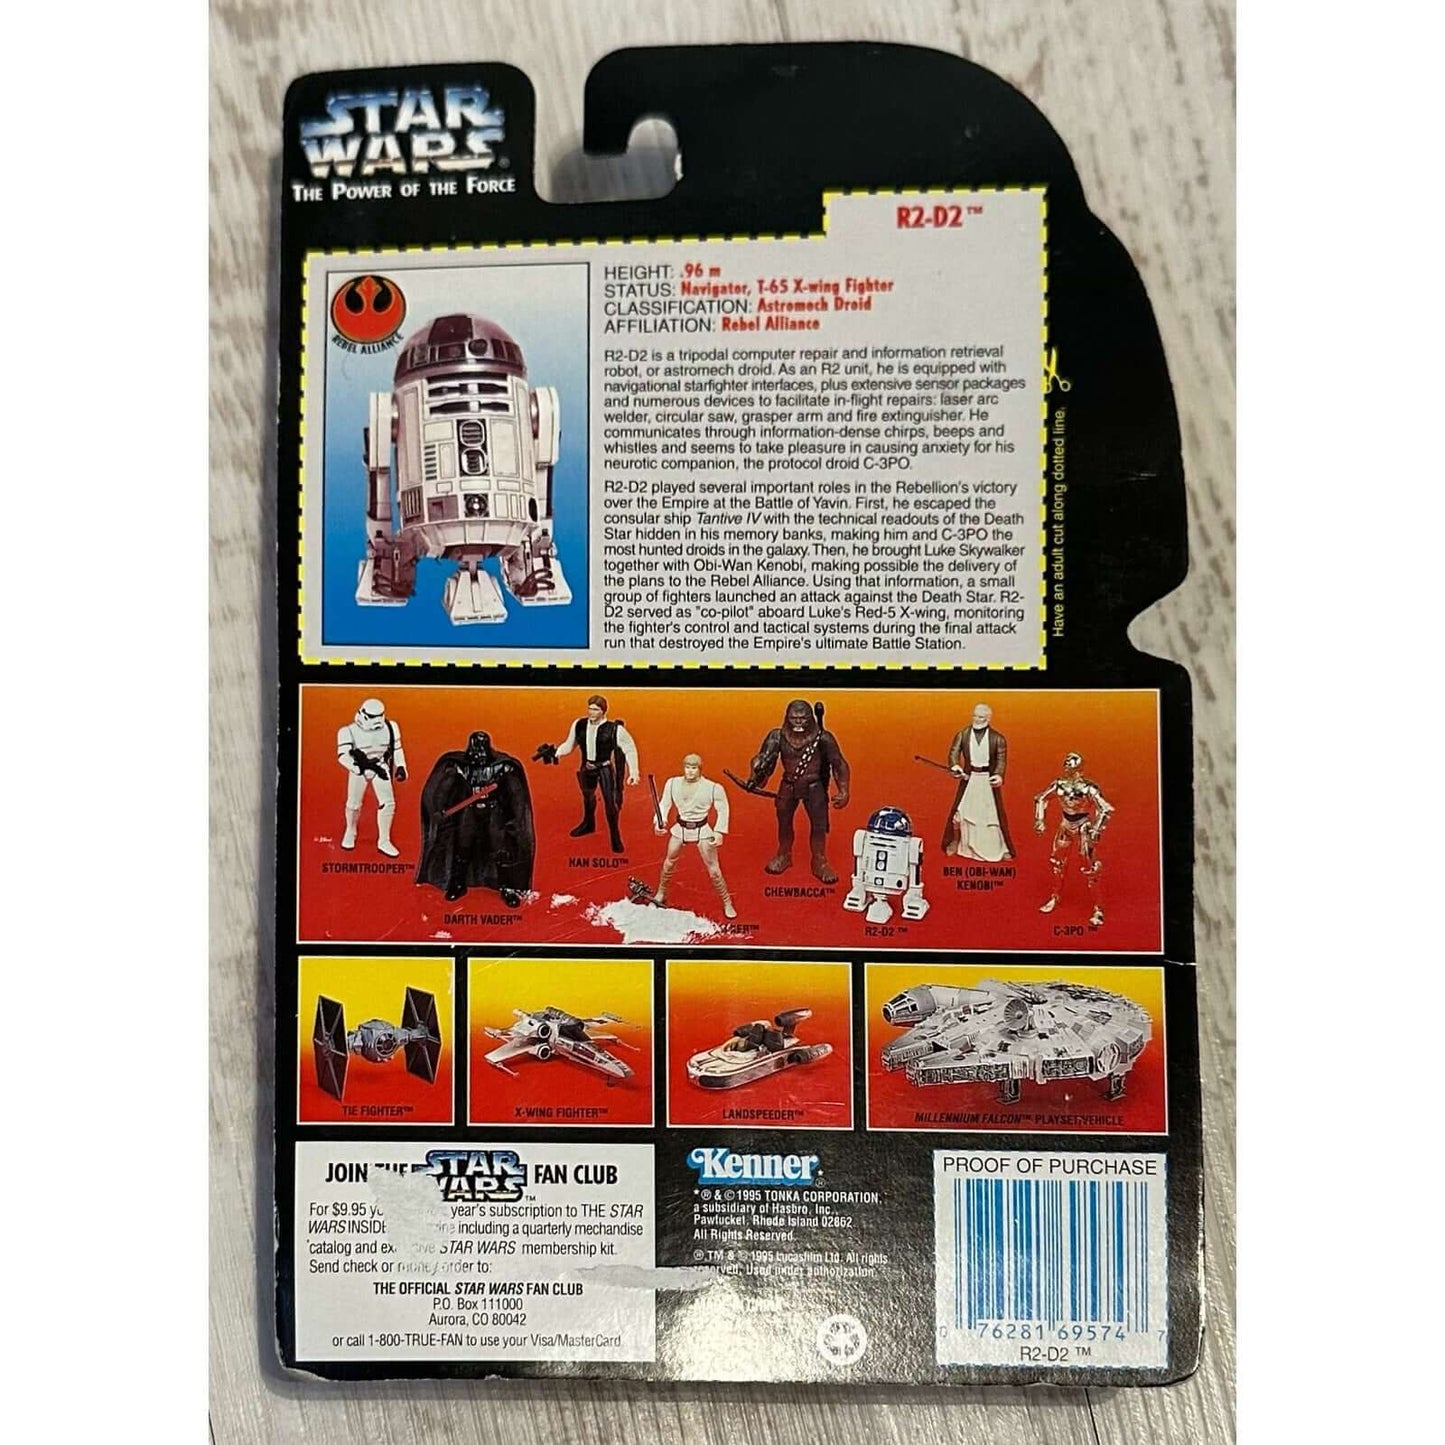 STAR
WARS®
THE POWER OF THE FORCE
R2-D2™
REBEL ALLIANCE
HEIGHT: .96 m
STATUS: Navigator, T-65 X-wing Fighter
CLASSIFICATION: Astromech Droid
AFFILIATION: Rebel Alliance
R2-D2 is a tripodal computer repair and information retrieval
robot, or astromech droid. As an R2 unit, he is equipped with
navigational starfighter interfaces, plus extensive sensor packages
and numerous devices to facilitate in-flight repairs: laser arc
welder, circular saw, grasper arm and fire extinguisher. He
communicates through information-dense chirps, beeps and
whistles and seems to take pleasure in causing anxiety for his
neurotic companion, the protocol droid C-3PO.
R2-D2 played several important roles in the Rebellion's victory
over the Empire at the Battle of Yavin. First, he escaped the
consular ship Tantive IV with the technical readouts of the Death
Star hidden in his memory banks, making him and C-3PO the
most hunted droids in the galaxy. Then, he brought Luke Skywalker
together with Obi-Wan Kenobi, making possible the delivery of
the plans to the Rebel Alliance. Using that information, a small
group of fighters launched an attack against the Death Star. R2-
D2 served as "co-pilot" aboard Luke's Red-5 X-wing, monitoring
the fighter's control and tactical systems during the final attack
run that destroyed the Empire's ultimate Battle Station.
Have an adult cut along dotted line.
STORMTROOPER™
DARTH VADER™
HAN SOLO™
CHEWBACCA™
R2-D2™
BEN (OBI-WAN)
KENOBI™
C-3PO™
TIE FIGHTER™
X-WING FIGHTER™
LANDSPEEDER™
MILLENNIUM FALCON™ PLAYSET/VEHICLE
JOIN STAR WARS™ FAN CLUB
For $9.95 year's subscription to THE STAR
WARS INSIDE including a quarterly merchandise
catalog and STAR WARS membership kit.
Send check or money order to:
THE OFFICIAL STAR WARS FAN CLUB
P.O. Box 111000
Aurora, CO 80042
or call 1-800-TRUE-FAN to use your Visa/MasterCard
Kenner®
*® & © 1995 TONKA CORPORATION,
a subsidiary of Hasbro, Inc.,
Pawtucket, Rhode Island 02862
All Rights Reserved.
®TM & © 1995 Lucasfilm Ltd. All rights
reserved. Used under authorization.
PROOF OF PURCHASE
0 76281 69574 7
R2-D2™